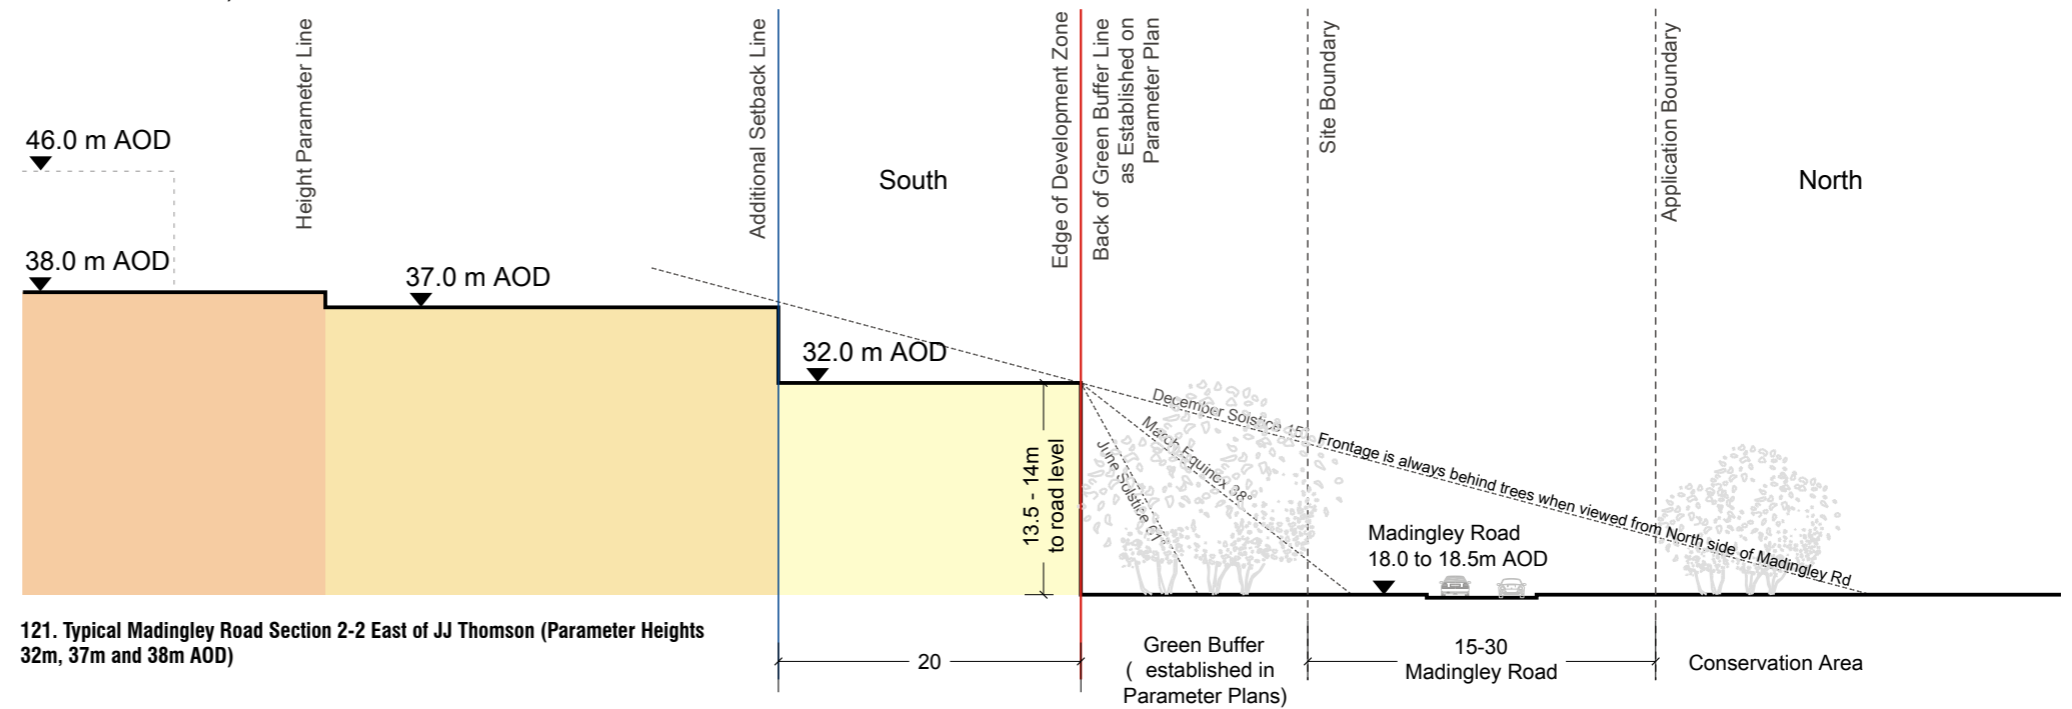 Height Parameter Line
Additional Setback Line
Edge of Development Zone
Back of Green Buffer Line
as Established on
Parameter Plan
Site Boundary
Application Boundary
46.0 m AOD
South
North
38.0 m AOD
37.0 m AOD
32.0 m AOD
13.5 - 14m
to road level
December Solstice 15° Frontage is always behind trees when viewed from North side of Madingley Rd
March Equinox 38°
June Solstice 61°
Madingley Road
18.0 to 18.5m AOD
121. Typical Madingley Road Section 2-2 East of JJ Thomson (Parameter Heights
32m, 37m and 38m AOD)
20
Green Buffer
( established in
Parameter Plans)
15-30
Madingley Road
Conservation Area